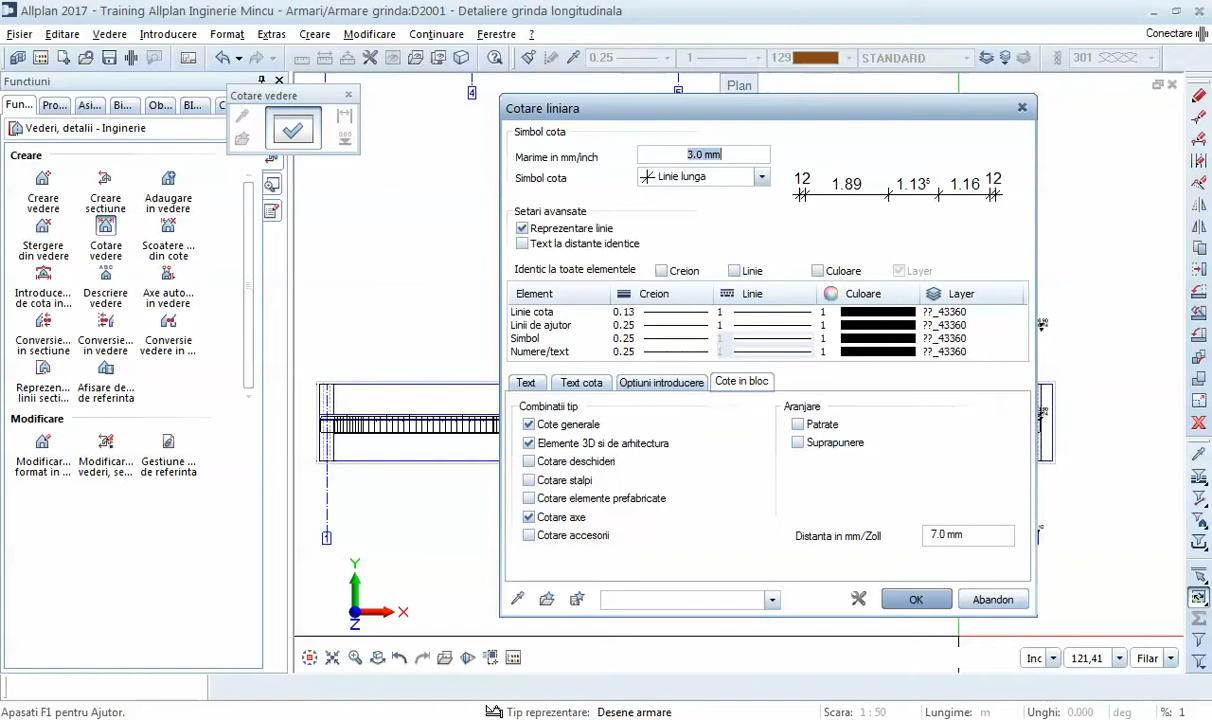 Allplan 2017 - Training Allplan Inginerie Mincu - Armari/Armare grinda:D2001 - Detaliere grinda longitudinala
Fisier Editare Vedere Introducere Format Extras Creare Modificare Continuare Ferestre ?
Conectare
0.25 1 129 STANDARD 301
Functiuni
Fun... Pro... Asi... Bi... Ob... BI...
Vederi, detalii - Inginerie
Creare
Creare vedere
Creare sectiune
Adaugare in vedere
Stergere din vedere
Cotare vedere
Scoatere ... din cote
Introduce... de cota in...
Descriere vedere
Axe auto... in vedere
Conversie... in sectiune
Conversie... in vedere
Conversie vedere in ...
Reprezen... linii secti...
Afisare de... referinta
Modificare
Modificar... format in ...
Modificar... vederi, se...
Gestiune ... de referinta
Cotare vedere
4
Plan
1
Y
X
Z
Cotare liniara
Simbol cota
Marime in mm/inch 3.0 mm
Simbol cota Linie lunga
12 1.89 1.13⁵ 1.16 12
Setari avansate
Reprezentare linie
Text la distante identice
Identic la toate elementele Creion Linie Culoare Layer
Element Creion Linie Culoare Layer
Linie cota 0.13 1 1 ??_43360
Linii de ajutor 0.25 1 1 ??_43360
Simbol 0.25 1 1 ??_43360
Numere/text 0.25 1 1 ??_43360
Text Text cota Optiuni introducere Cote in bloc
Combinatii tip
Cote generale
Elemente 3D si de arhitectura
Cotare deschideri
Cotare stalpi
Cotare elemente prefabricate
Cotare axe
Cotare accesorii
Aranjare
Patrate
Suprapunere
Distanta in mm/Zoll 7.0 mm
OK Abandon
Inc 121,41 Filar
Apasati F1 pentru Ajutor.
Tip reprezentare: Desene armare Scara: 1 : 50 Lungime: m Unghi: 0.000 deg %: 1